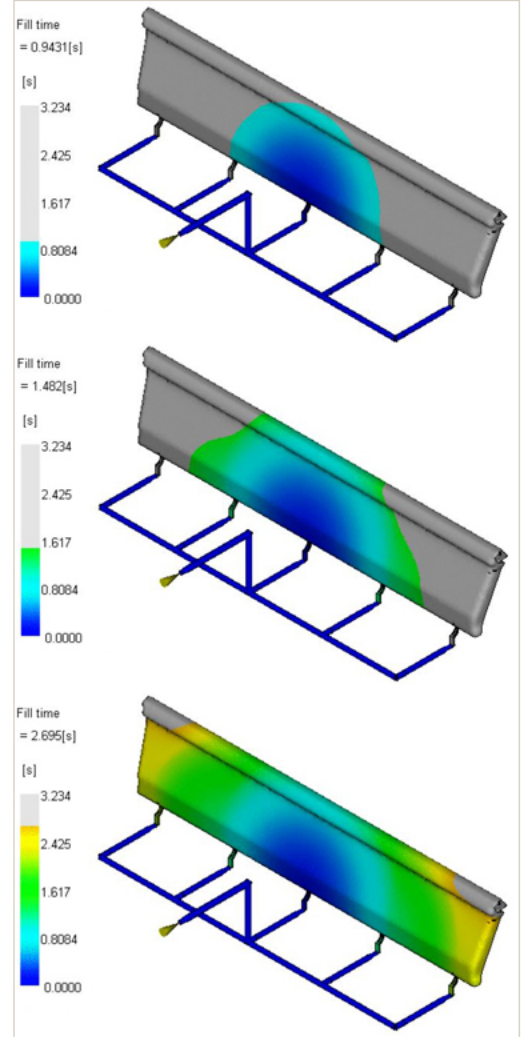 Fill time
= 0.9431[s]
[s]
3.234
2.425
1.617
0.8084
0.0000
Fill time
= 1.482[s]
[s]
3.234
2.425
1.617
0.8084
0.0000
Fill time
= 2.695[s]
[s]
3.234
2.425
1.617
0.8084
0.0000